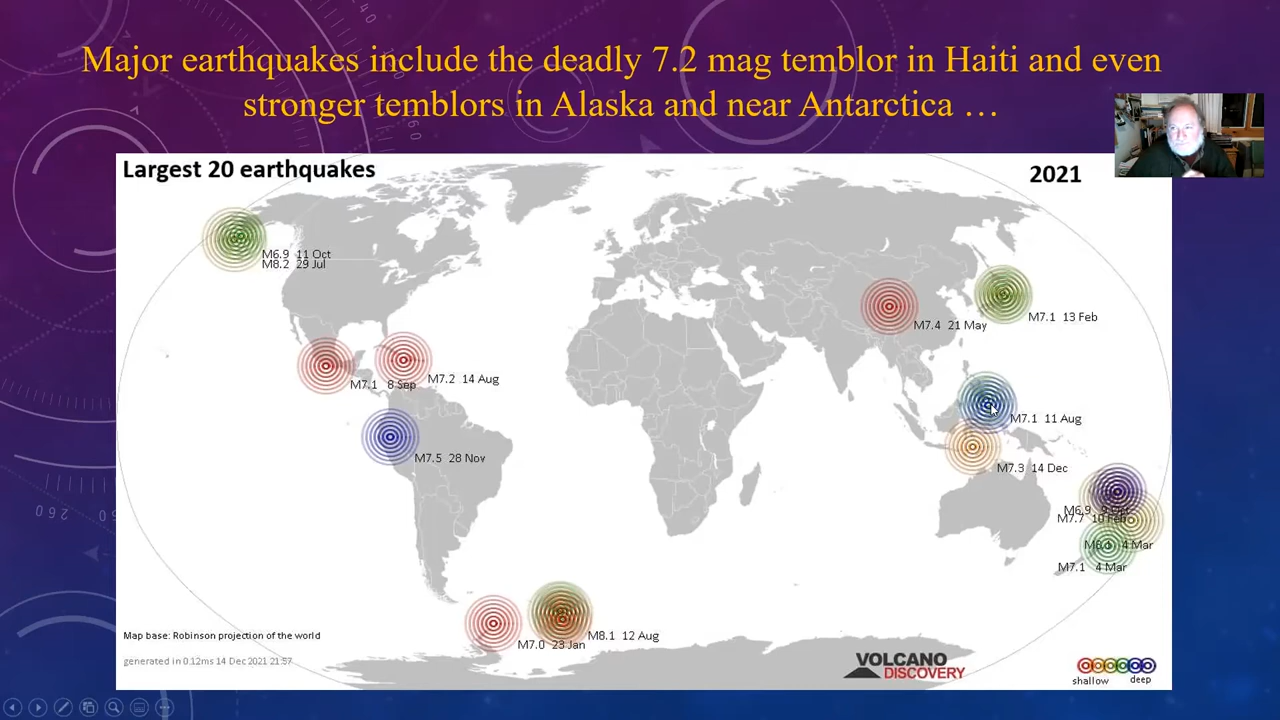 Major earthquakes include the deadly 7.2 mag temblor in Haiti and even
stronger temblors in Alaska and near Antarctica …
Largest 20 earthquakes
2021
M6.9 11 Oct
M8.2 29 Jul
M7.4 21 May
M7.1 13 Feb
M7.1 8 Sep
M7.2 14 Aug
M7.1 11 Aug
M7.5 28 Nov
M7.3 14 Dec
M6.9
M7.7 10 Feb
4 Mar
M7.1 4 Mar
M7.0 23 Jan
M8.1 12 Aug
Map base: Robinson projection of the world
generated in 0.12ms 14 Dec 2021 21:57
VOLCANO
DISCOVERY
shallow
deep
260